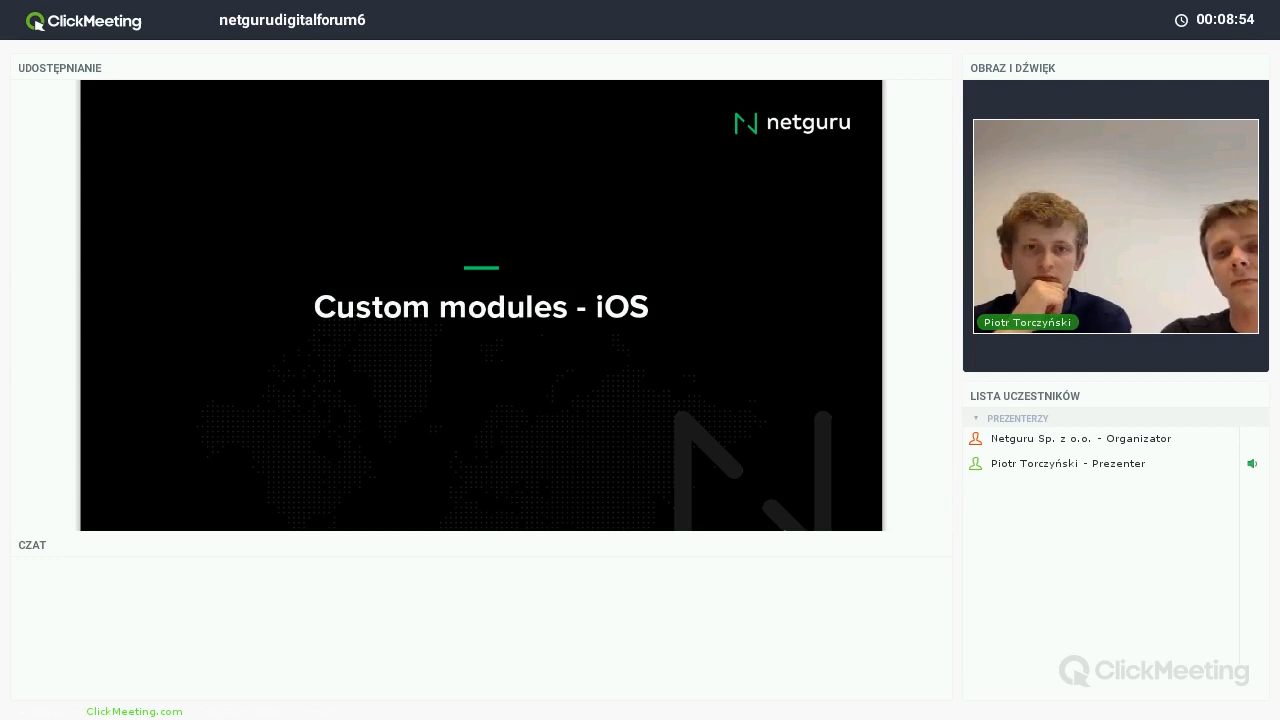 ClickMeeting
netgurudigitalforum6
00:08:54
UDOSTĘPNIANIE
OBRAZ I DŹWIĘK
netguru
Custom modules - iOS
Piotr Torczyński
LISTA UCZESTNIKÓW
PREZENTERZY
Netguru Sp. z o.o. - Organizator
Piotr Torczyński - Prezenter
CZAT
ClickMeeting
ClickMeeting.com